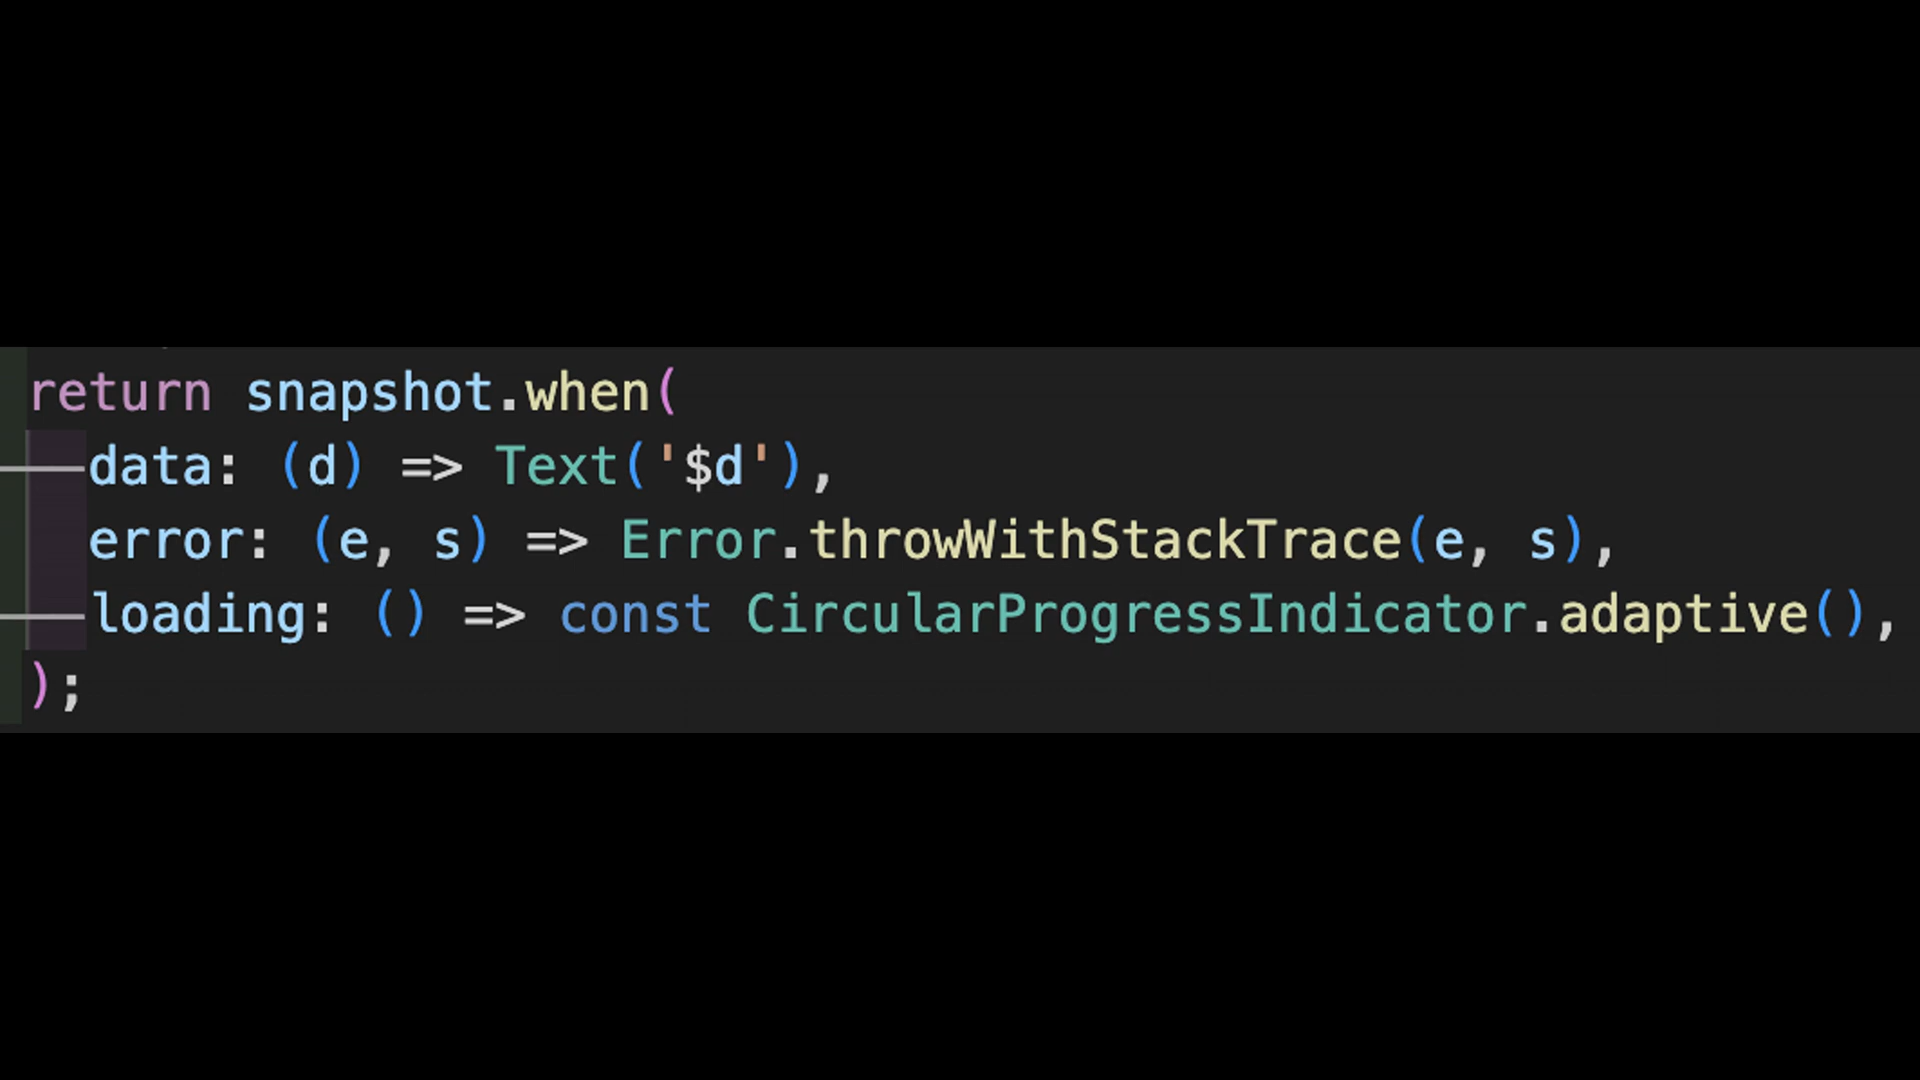 return snapshot.when(
data: (d) => Text('$d'),
error: (e, s) => Error.throwWithStackTrace(e, s),
loading: () => const CircularProgressIndicator.adaptive(),
);